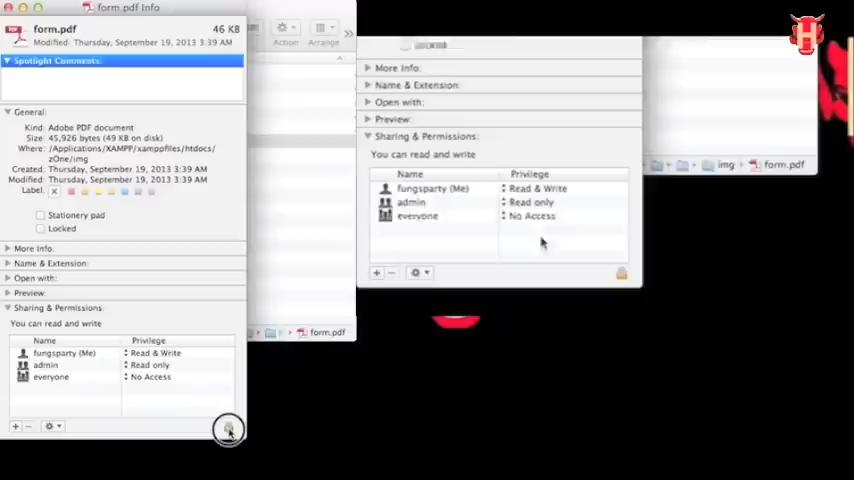 form.pdf Info
form.pdf
46 KB
Modified: Thursday, September 19, 2013 3:39 AM
Spotlight Comments:
General:
Kind: Adobe PDF document
Size: 45,926 bytes (49 KB on disk)
Where: /Applications/XAMPP/xamppfiles/htdocs/
zOne/img
Created: Thursday, September 19, 2013 3:39 AM
Modified: Thursday, September 19, 2013 3:39 AM
Label:
Stationery pad
Locked
More Info:
Name & Extension:
Open with:
Preview:
Sharing & Permissions:
You can read and write
Name Privilege
fungsparty (Me) Read & Write
admin Read only
everyone No Access
Action Arrange
form.pdf
More Info:
Name & Extension:
Open with:
Preview:
Sharing & Permissions:
You can read and write
Name Privilege
fungsparty (Me) Read & Write
admin Read only
everyone No Access
img form.pdf